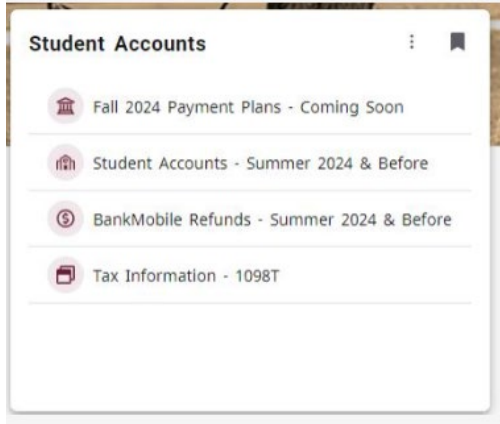 Student Accounts
Fall 2024 Payment Plans - Coming Soon
Student Accounts - Summer 2024 & Before
BankMobile Refunds - Summer 2024 & Before
Tax Information - 1098T